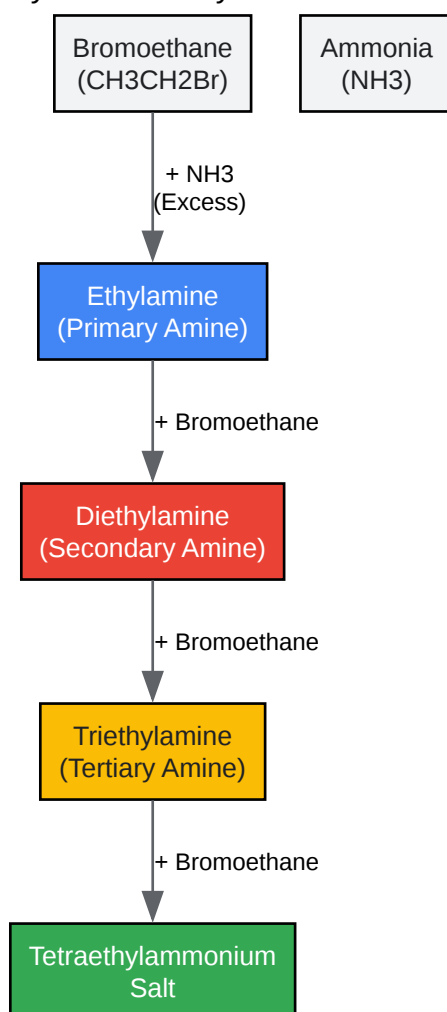 Bromoethane
(CH3CH2Br)
Ammonia
(NH3)
+ NH3
(Excess)
Ethylamine
(Primary Amine)
+ Bromoethane
Diethylamine
(Secondary Amine)
+ Bromoethane
Triethylamine
(Tertiary Amine)
+ Bromoethane
Tetraethylammonium
Salt